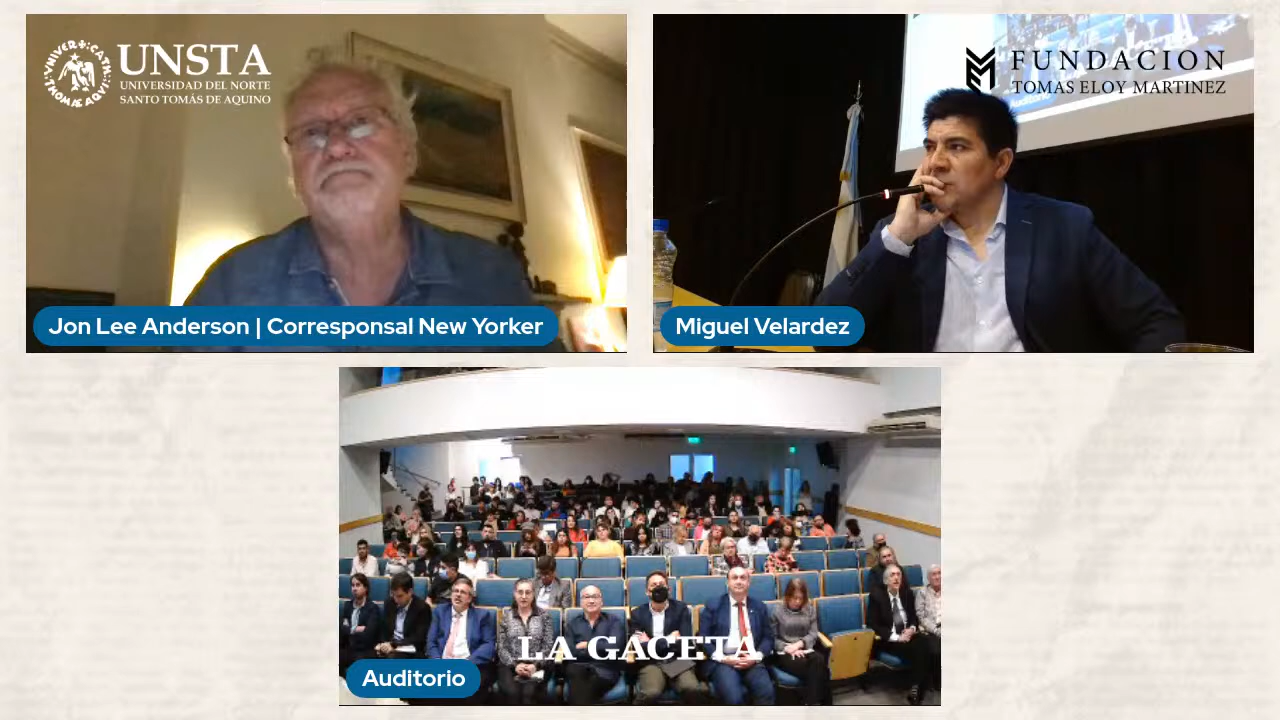 UNSTA
UNIVERSIDAD DEL NORTE
SANTO TOMÁS DE AQUINO
Jon Lee Anderson | Corresponsal New Yorker
FUNDACION
TOMAS ELOY MARTINEZ
Auditorio
Miguel Velardez
LA GACETA
Auditorio